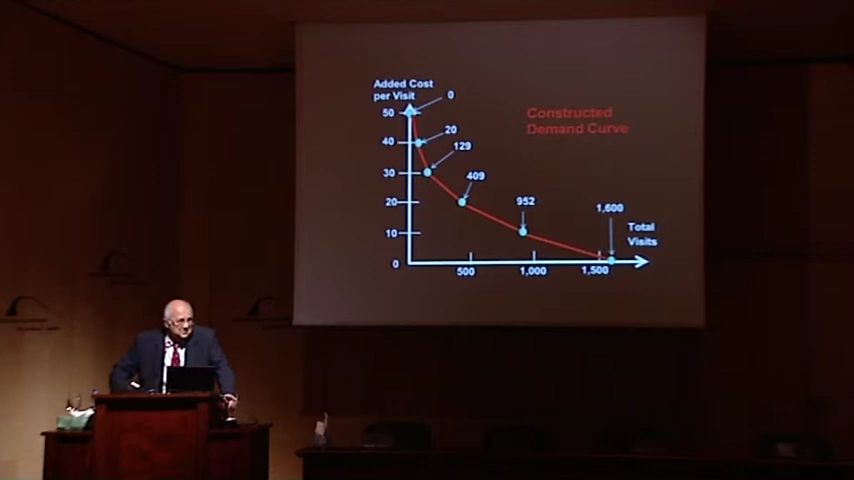 Added Cost
per Visit
0
50
Constructed
Demand Curve
20
40
129
30
409
20
952
1,600
Total
Visits
10
0
500
1,000
1,500